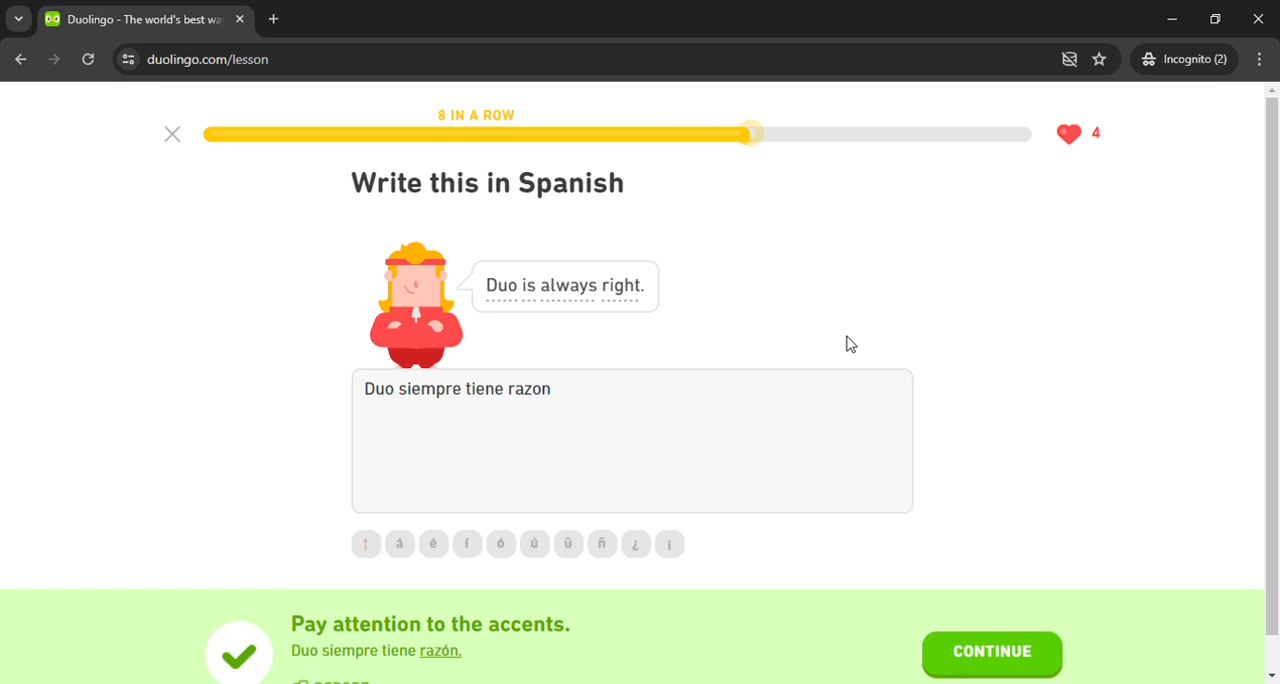 Duolingo - The world's best wa
duolingo.com/lesson
Incognito (2)
8 IN A ROW
4
Write this in Spanish
Duo is always right.
Duo siempre tiene razon
↑ á é í ó ú ü ñ ¿ ¡
Pay attention to the accents.
Duo siempre tiene razón.
CONTINUE
REPORT